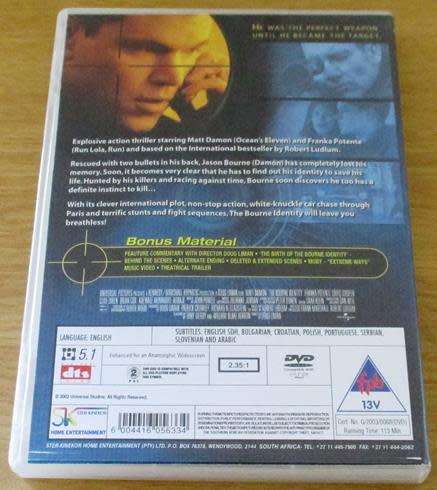 HE WAS THE PERFECT WEAPON
UNTIL HE BECAME THE TARGET.
Explosive action thriller starring Matt Damon (Ocean's Eleven) and Franka Potente
(Run Lola, Run) and based on the International bestseller by Robert Ludlum.
Rescued with two bullets in his back, Jason Bourne (Damon) has completely lost his
memory. Soon, it becomes very clear that he has to find out his identity to save his
life. Hunted by his killers and racing against time, Bourne soon discovers he too has a
definite instinct to kill...
With its clever international plot, non-stop action, white-knuckle car chase through
Paris and terrific stunts and fight sequences, The Bourne Identity will leave you
breathless!
Bonus Material
FEAUTURE COMMENTARY WITH DIRECTOR DOUG LIMAN • THE BIRTH OF THE BOURNE IDENTITY
BEHIND THE SCENES • ALTERNATE ENDING • DELETED & EXTENDED SCENES • MOBY - "EXTREME WAYS"
MUSIC VIDEO • THEATRICAL TRAILER
LANGUAGE: ENGLISH
SUBTITLES: ENGLISH SDH, BULGARIAN, CROATIAN, POLISH, PORTUGUESE, SERBIAN,
SLOVENIAN AND ARABIC
5.1
Enhanced for an Anamorphic Widescreen
2.35:1
DVD
VIDEO
dts
2
PAL
13V
© 2002 Universal Studios. All Rights Reserved.
STER-KINEKOR
HOME ENTERTAINMENT
6 004416 056334
Running Time: 113 Min
STER-KINEKOR HOME ENTERTAINMENT (PTY) LTD. P.O. BOX 76378, WENDYWOOD, 2144 SOUTH AFRICA